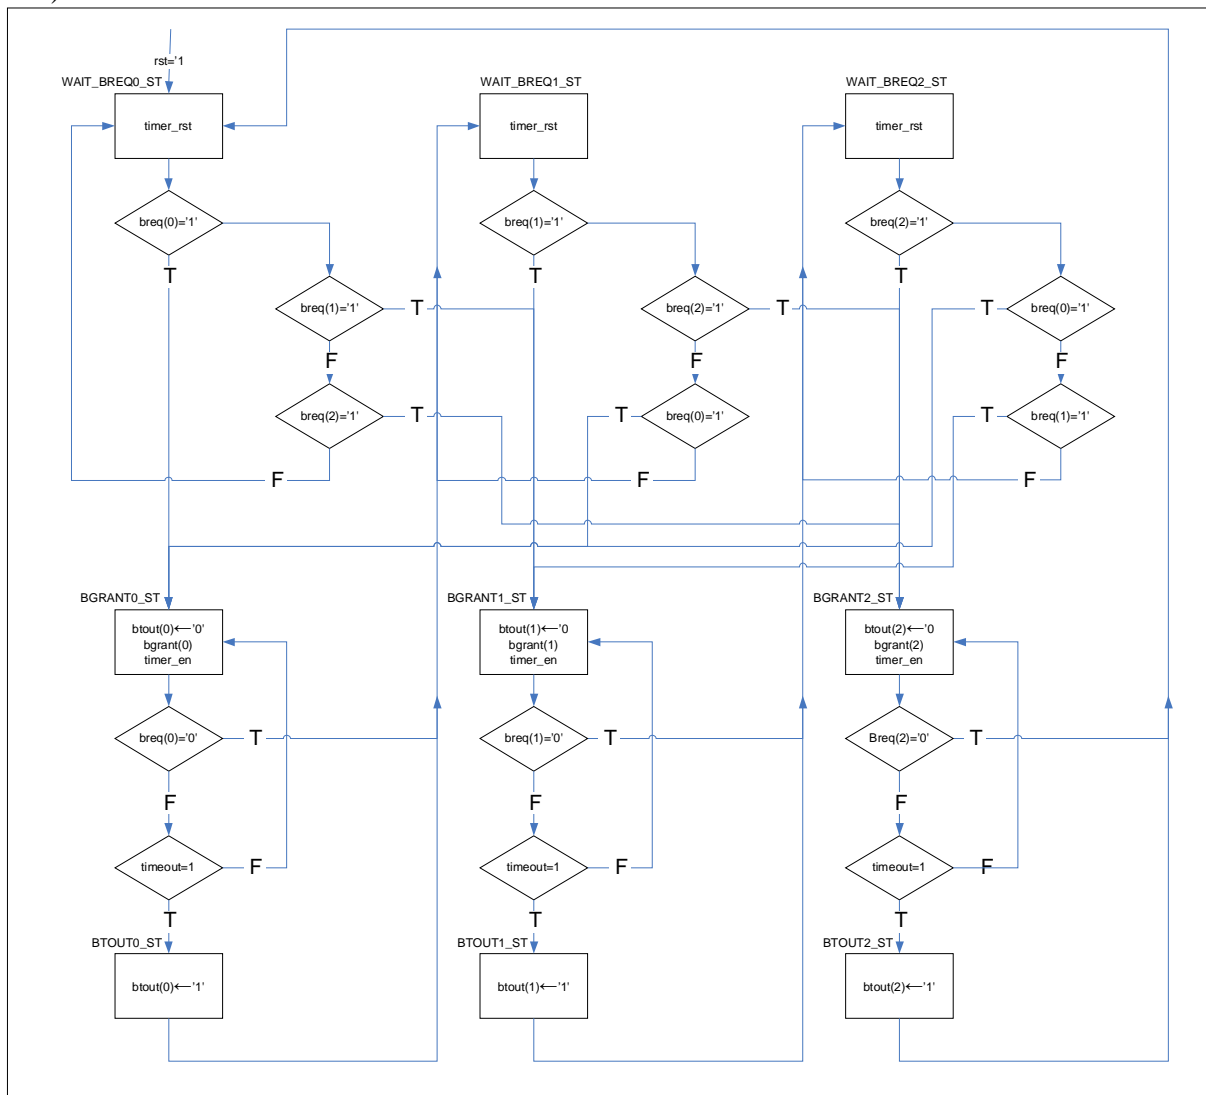 rst='1
WAIT_BREQ0_ST
WAIT_BREQ1_ST
WAIT_BREQ2_ST
timer_rst
timer_rst
timer_rst
breq(0)='1'
breq(1)='1'
breq(2)='1'
T
T
T
breq(1)='1'
T
breq(2)='1'
T
T
breq(0)='1'
F
F
F
breq(2)='1'
T
T
breq(0)='1'
T
breq(1)='1'
F
F
F
BGRANT0_ST
BGRANT1_ST
BGRANT2_ST
btout(0)←'0'
bgrant(0)
timer_en
btout(1)←'0
bgrant(1)
timer_en
btout(2)←'0
bgrant(2)
timer_en
breq(0)='0'
T
breq(1)='0'
T
Breq(2)='0'
T
F
F
F
timeout=1
F
timeout=1
F
timeout=1
F
T
T
T
BTOUT0_ST
BTOUT1_ST
BTOUT2_ST
btout(0)←'1'
btout(1)←'1'
btout(2)←'1'